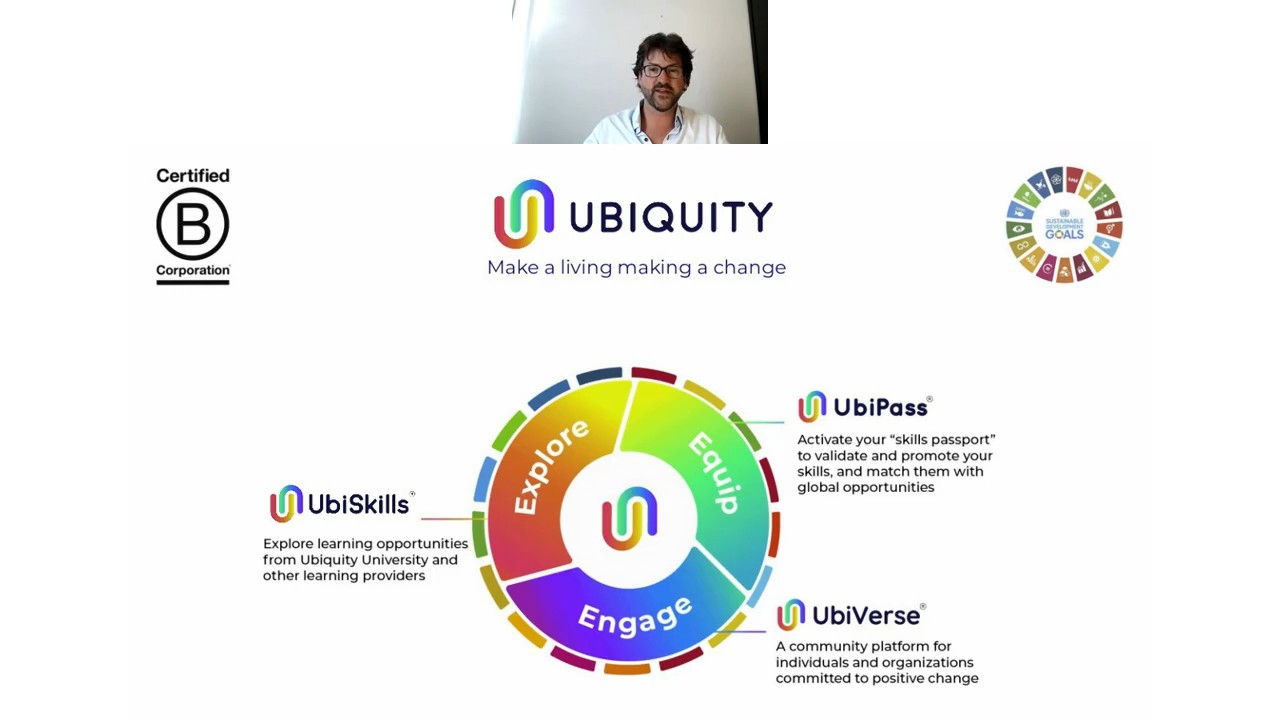 Certified
B
Corporation
UBIQUITY
Make a living making a change
SUSTAINABLE
DEVELOPMENT
GOALS
Explore
Equip
Engage
UbiPass®
Activate your “skills passport”
to validate and promote your
skills, and match them with
global opportunities
UbiSkills®
Explore learning opportunities
from Ubiquity University and
other learning providers
UbiVerse®
A community platform for
individuals and organizations
committed to positive change